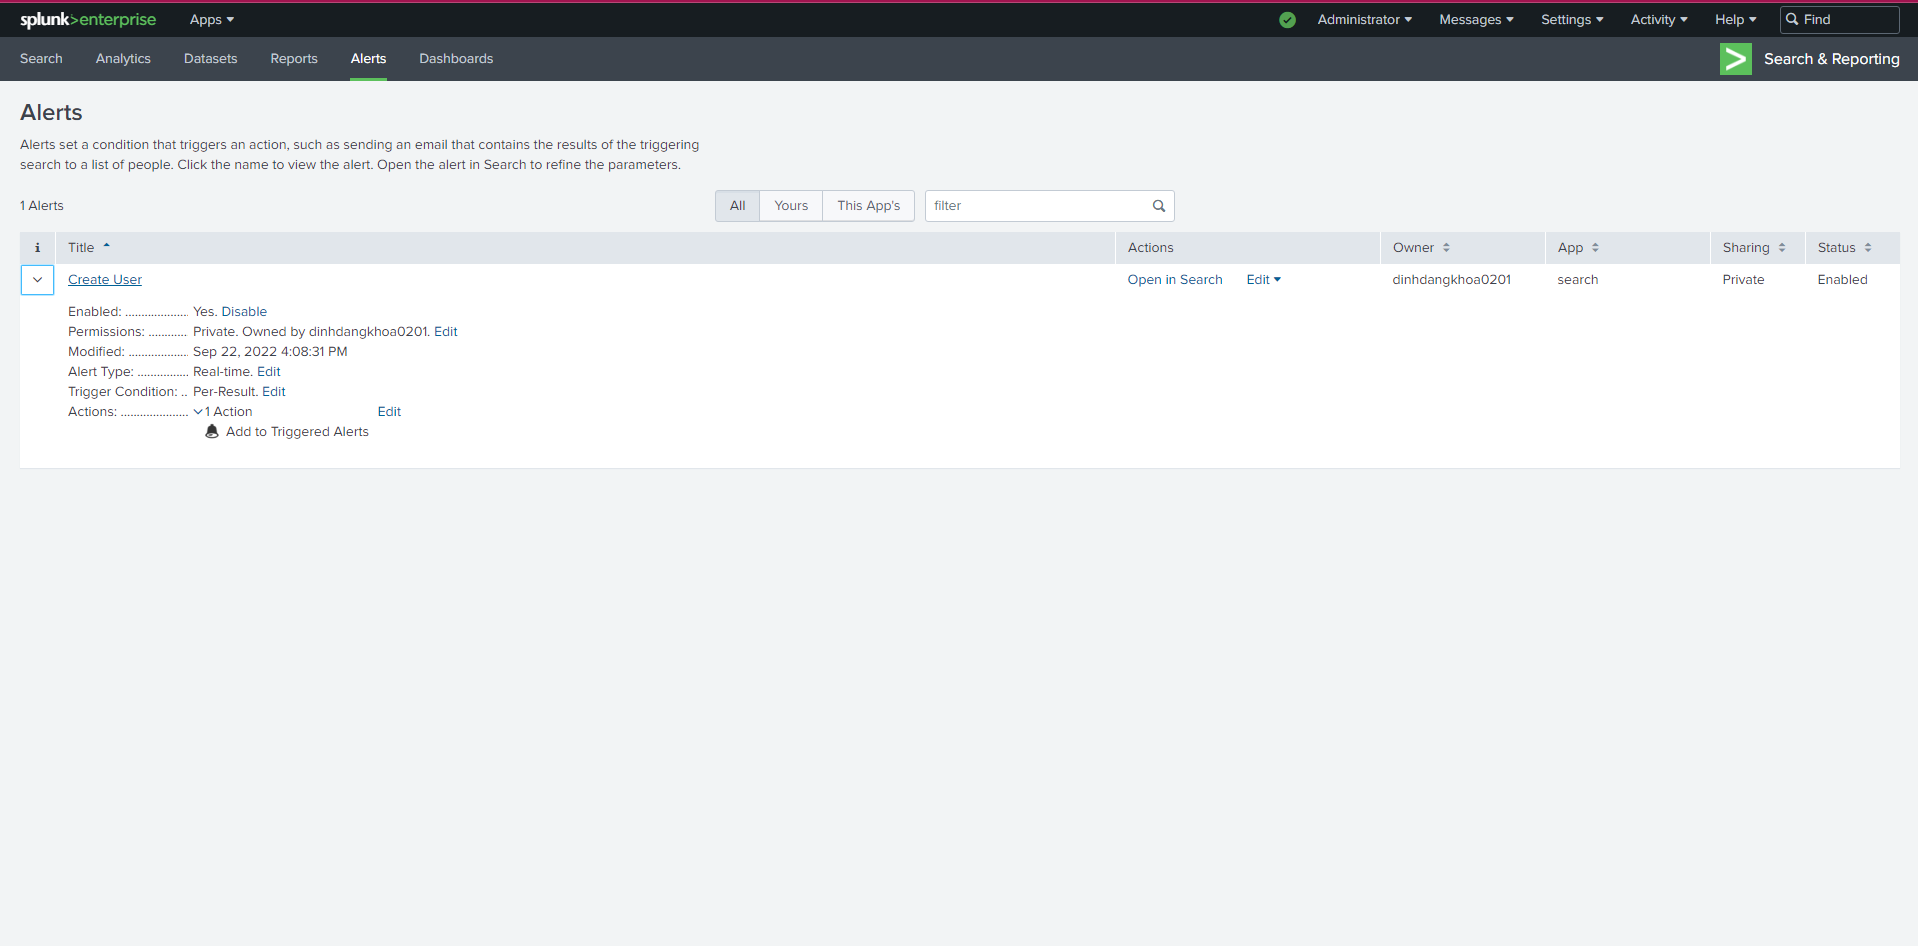 splunk>enterprise Apps Administrator Messages Settings Activity Help Find
Search Analytics Datasets Reports Alerts Dashboards Search & Reporting
Alerts
Alerts set a condition that triggers an action, such as sending an email that contains the results of the triggering
search to a list of people. Click the name to view the alert. Open the alert in Search to refine the parameters.
1 Alerts All Yours This App's filter
i Title Actions Owner App Sharing Status
Create User Open in Search Edit dinhdangkhoa0201 search Private Enabled
Enabled: ................... Yes. Disable
Permissions: ............ Private. Owned by dinhdangkhoa0201. Edit
Modified: .................. Sep 22, 2022 4:08:31 PM
Alert Type: ................ Real-time. Edit
Trigger Condition: .. Per-Result. Edit
Actions: ..................... 1 Action Edit
Add to Triggered Alerts